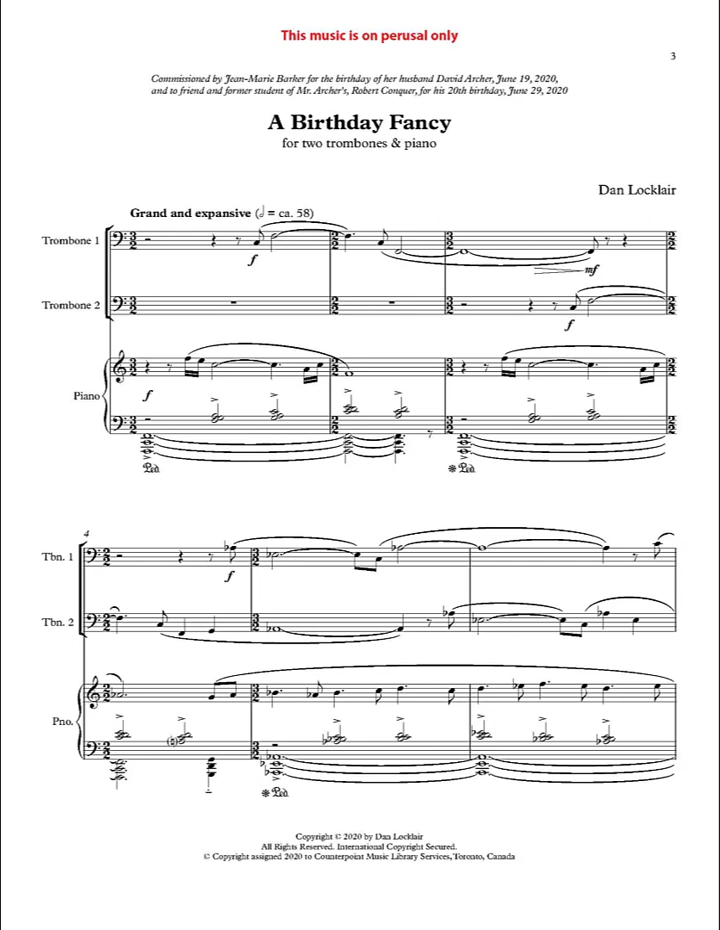 This music is on perusal only
3
Commissioned by Jean-Marie Barker for the birthday of her husband David Archer, June 19, 2020,
and to friend and former student of Mr. Archer's, Robert Conquer, for his 20th birthday, June 29, 2020
A Birthday Fancy
for two trombones & piano
Dan Locklair
Grand and expansive (𝅗𝅥 = ca. 58)
Trombone 1
f
mf
Trombone 2
f
Piano
f
Ped.
Ped.
4
Tbn. 1
f
Tbn. 2
Pno.
Ped.
Copyright © 2020 by Dan Locklair
All Rights Reserved. International Copyright Secured.
© Copyright assigned 2020 to Counterpoint Music Library Services, Toronto, Canada